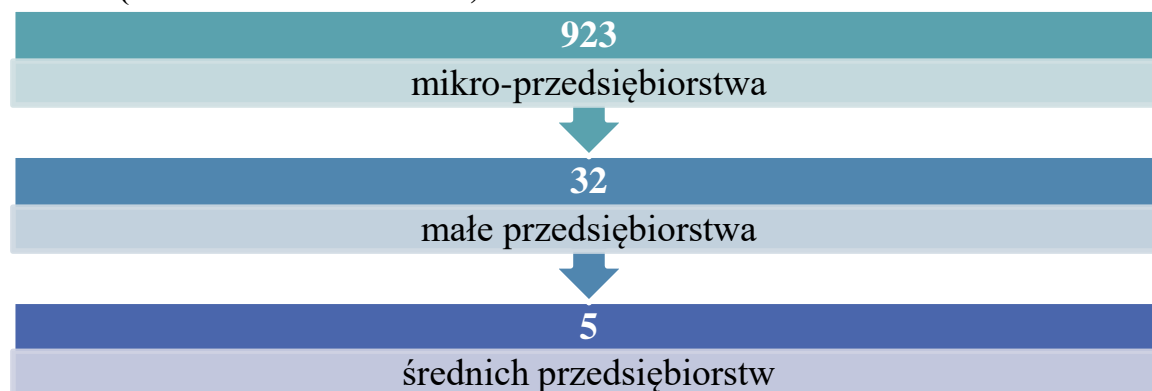 923
mikro-przedsiębiorstwa
32
małe przedsiębiorstwa
5
średnich przedsiębiorstw